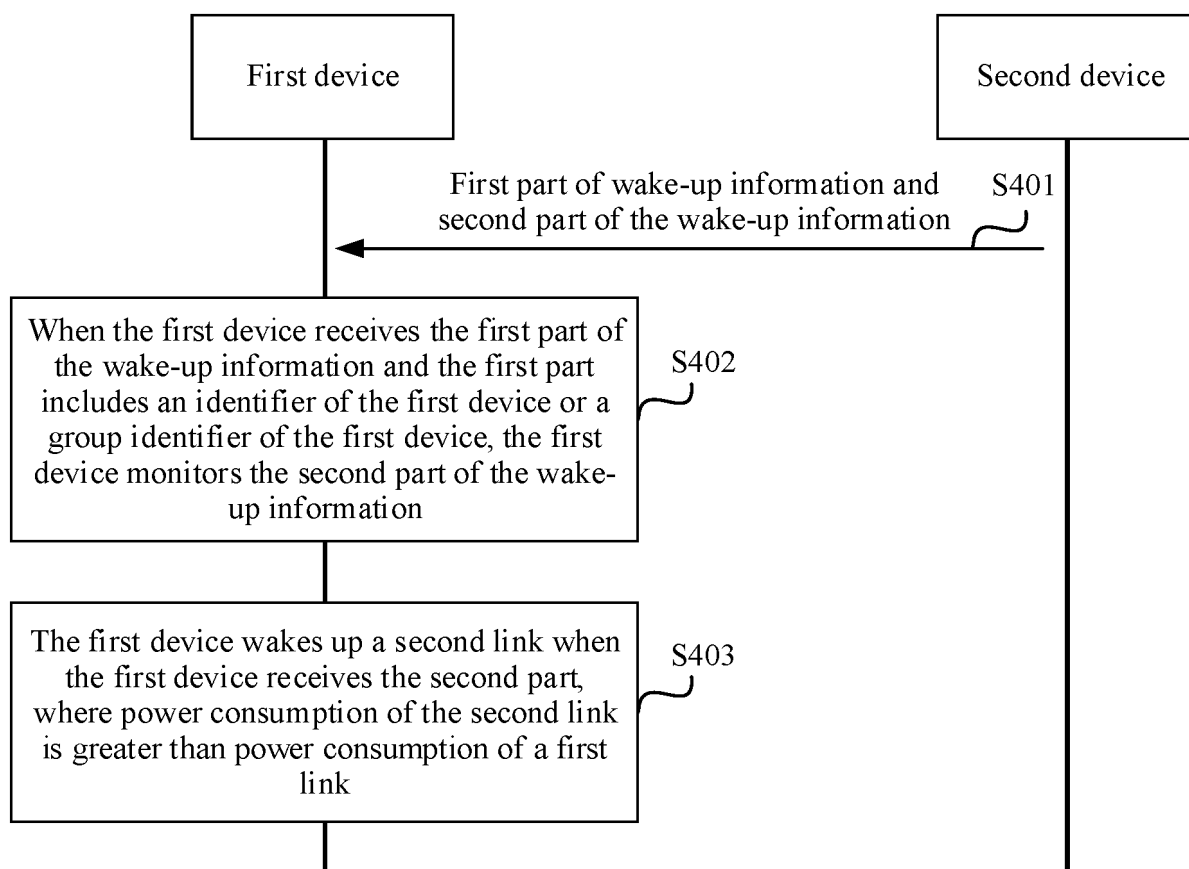 First device
Second device
First part of wake-up information and
second part of the wake-up information
S401
When the first device receives the first part of
the wake-up information and the first part
includes an identifier of the first device or a
group identifier of the first device, the first
device monitors the second part of the wake-
up information
S402
The first device wakes up a second link when
the first device receives the second part,
where power consumption of the second link
is greater than power consumption of a first
link
S403